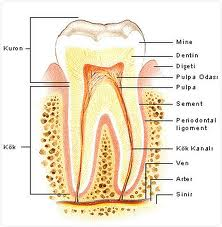 Kuron
Kök
Mine
Dentin
Dişeti
Pulpa Odası
Pulpa
Sement
Periodontal
ligament
Kök Kanalı
Ven
Arter
Sinir